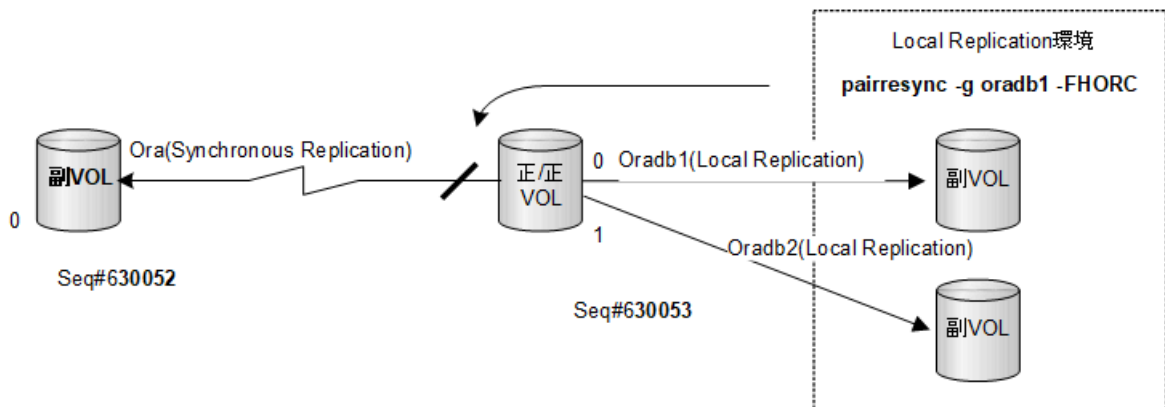 Local Replication環境
pairresync -g oradb1 -FHORC
Ora(Synchronous Replication)
副VOL
0
正/正
VOL
0
Oradb1(Local Replication)
副VOL
1
Oradb2(Local Replication)
Seq#630052
Seq#630053
副VOL